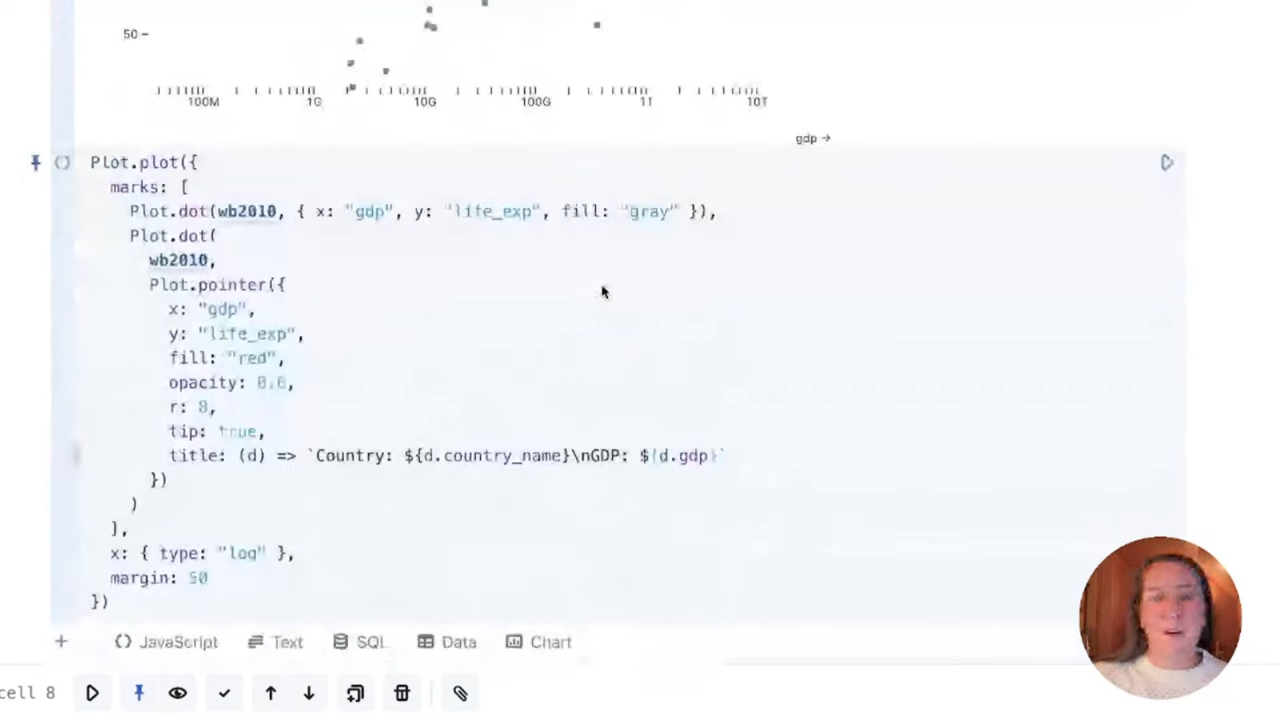 50
100M 1G 10G 100G 1T 10T
gdp →
Plot.plot({
marks: [
Plot.dot(wb2010, { x: "gdp", y: "life_exp", fill: "gray" }),
Plot.dot(
wb2010,
Plot.pointer({
x: "gdp",
y: "life_exp",
fill: "red",
opacity: 0.6,
r: 8,
tip: true,
title: (d) => `Country: ${d.country_name}\nGDP: ${d.gdp}`
})
)
],
x: { type: "log" },
margin: 50
})
+ JavaScript Text SQL Data Chart
cell 8